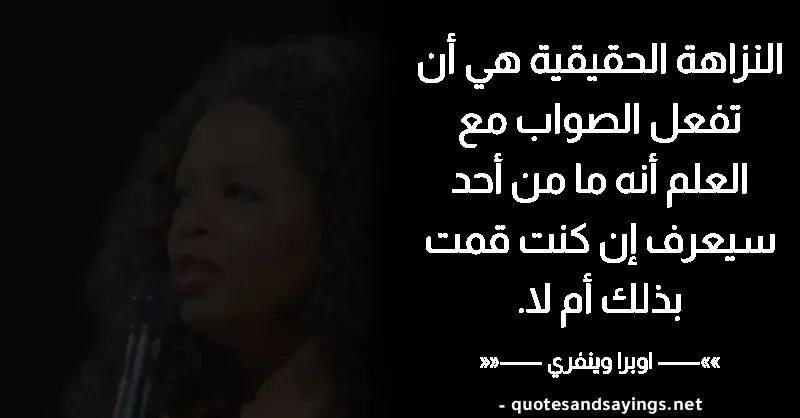 النزاهة الحقيقية هي أن
تفعل الصواب مع
العلم أنه ما من أحد
سيعرف إن كنت قمت
بذلك أم لا.
»»—— اوبرا وينفري ——««
- quotesandsayings.net